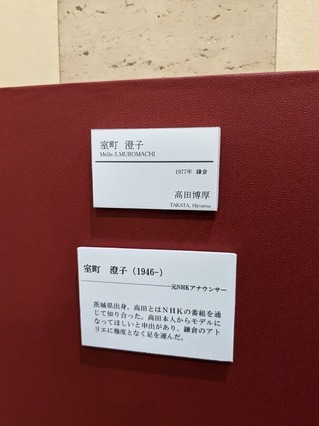 室町 澄子
Melle.S.MUROMACHI
1977年 鎌倉
高田博厚
TAKATA, Hiroatsu
室町 澄子（1946~）
元NHKアナウンサー
茨城県出身。高田とはNHKの番組を通
じて知り合った。高田本人からモデルに
なってほしいと申出があり、鎌倉のアト
リエに幾度となく足を運んだ。